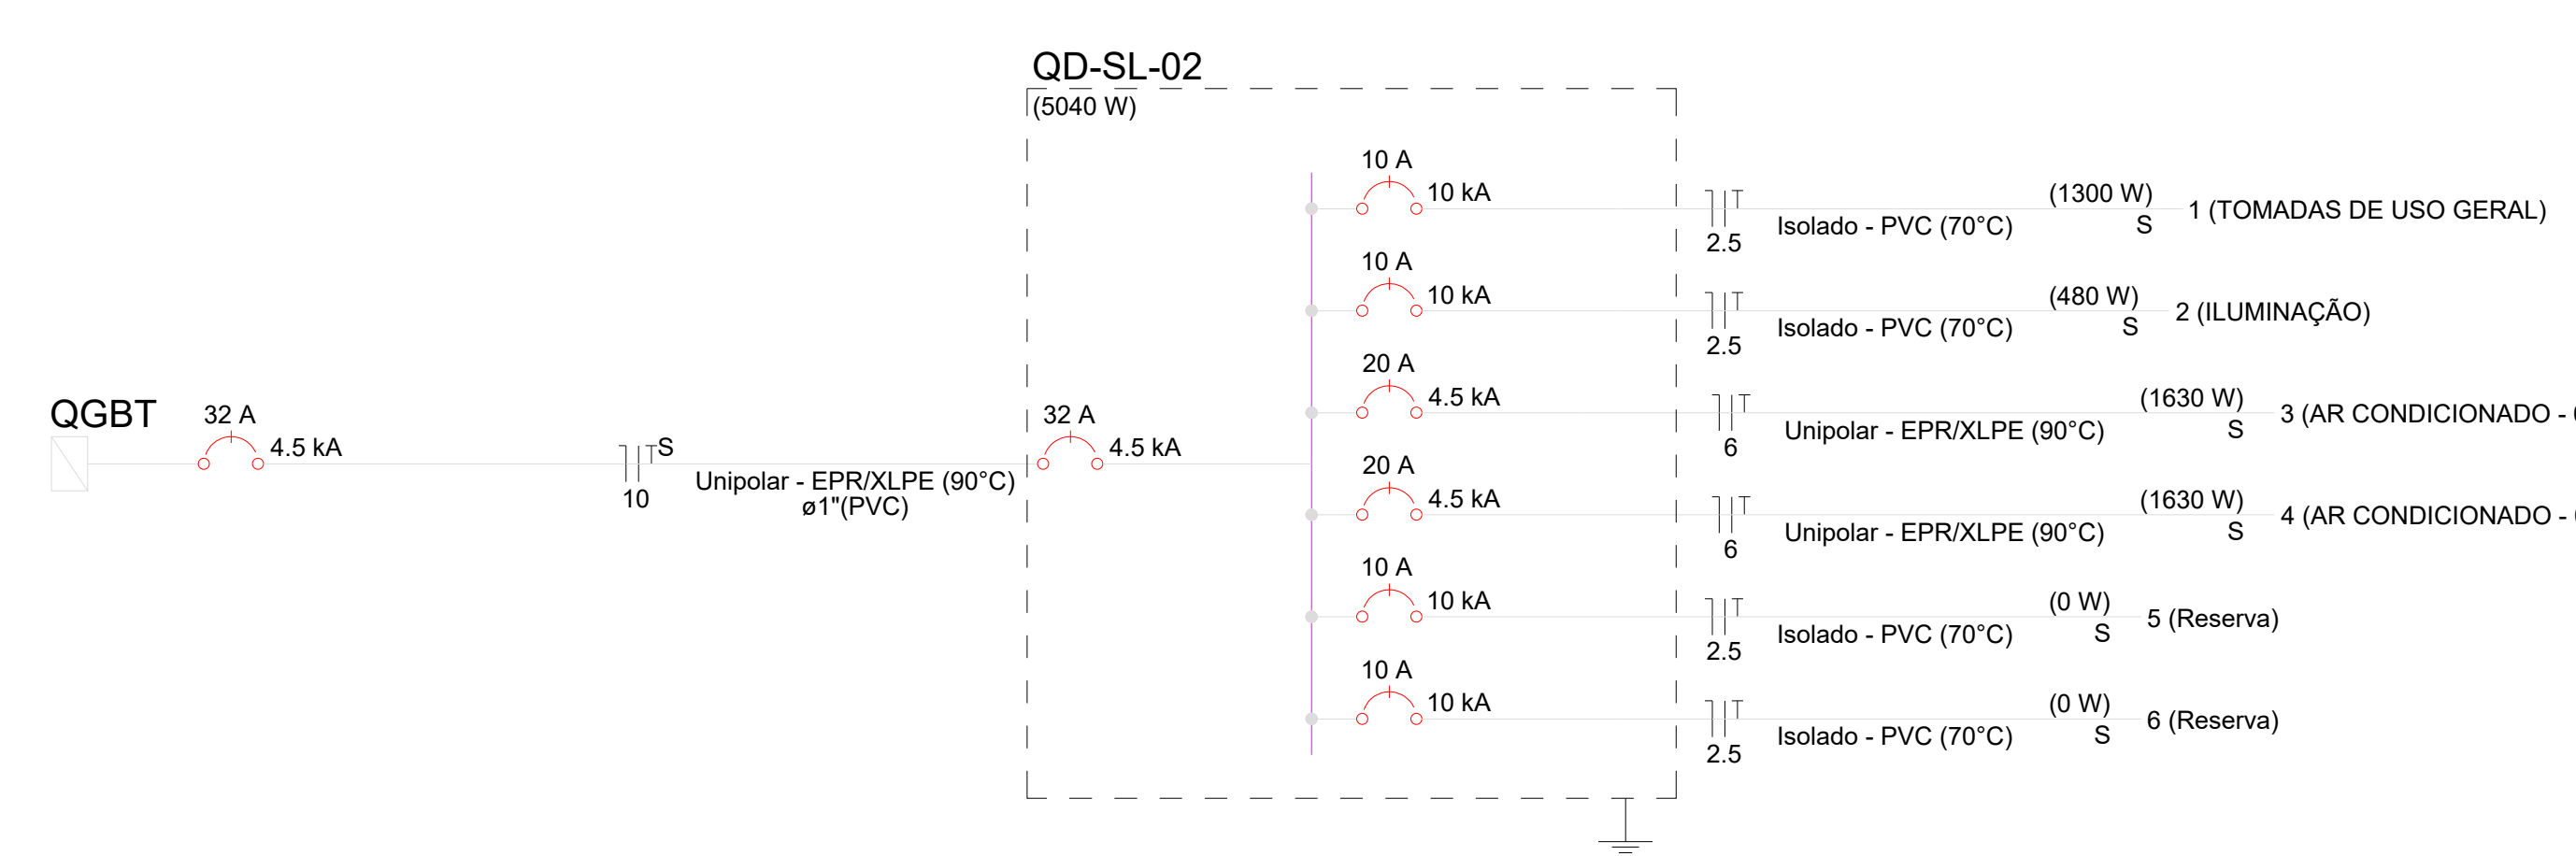 QD-SL-02
(5040 W)
10 A
10 kA
2.5
Isolado - PVC (70°C)
(1300 W)
S
1 (TOMADAS DE USO GERAL)
10 A
10 kA
2.5
Isolado - PVC (70°C)
(480 W)
S
2 (ILUMINAÇÃO)
20 A
4.5 kA
6
Unipolar - EPR/XLPE (90°C)
(1630 W)
S
3 (AR CONDICIONADO -
QGBT
32 A
4.5 kA
S
10
Unipolar - EPR/XLPE (90°C)
ø1"(PVC)
32 A
4.5 kA
20 A
4.5 kA
6
Unipolar - EPR/XLPE (90°C)
(1630 W)
S
4 (AR CONDICIONADO -
10 A
10 kA
2.5
Isolado - PVC (70°C)
(0 W)
S
5 (Reserva)
10 A
10 kA
2.5
Isolado - PVC (70°C)
(0 W)
S
6 (Reserva)